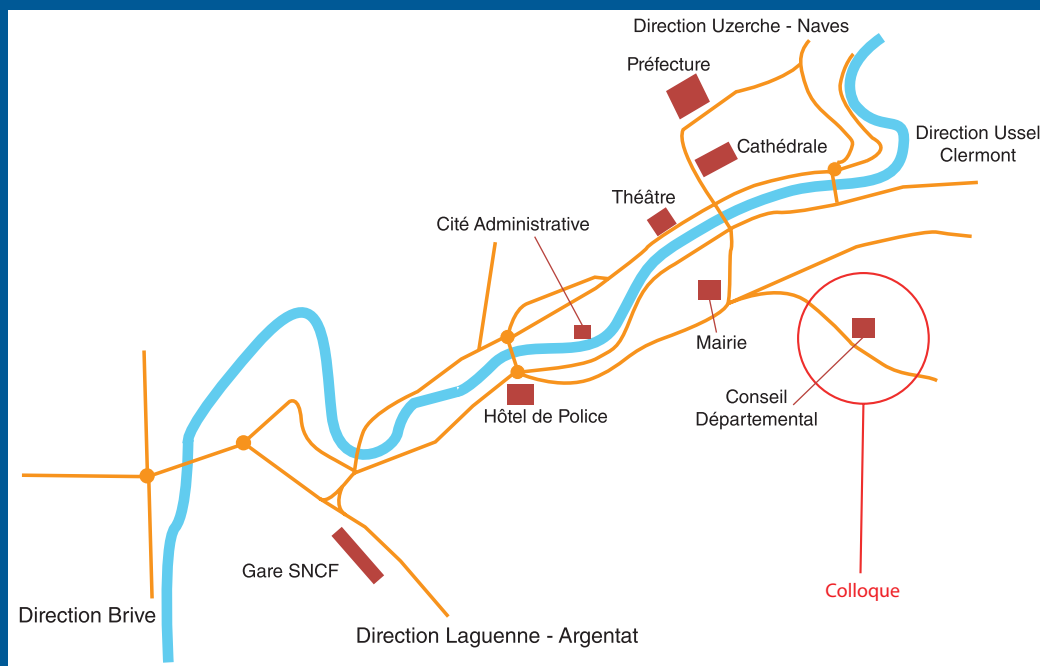 Direction Uzerche - Naves
Préfecture
Direction Ussel
Clermont
Cathédrale
Théâtre
Cité Administrative
Mairie
Conseil
Départemental
Hôtel de Police
Gare SNCF
Colloque
Direction Brive
Direction Laguenne - Argentat